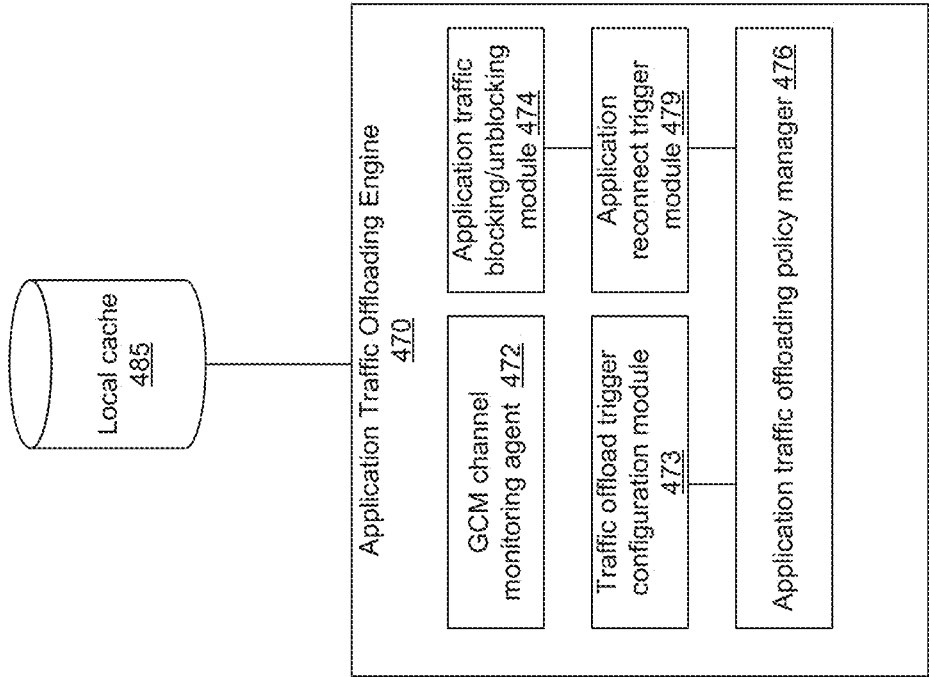 Local cache
485
Application Traffic Offloading Engine
470
GCM channel
monitoring agent 472
Application traffic
blocking/unblocking
module 474
Traffic offload trigger
configuration module
473
Application
reconnect trigger
module 479
Application traffic offloading policy manager 476